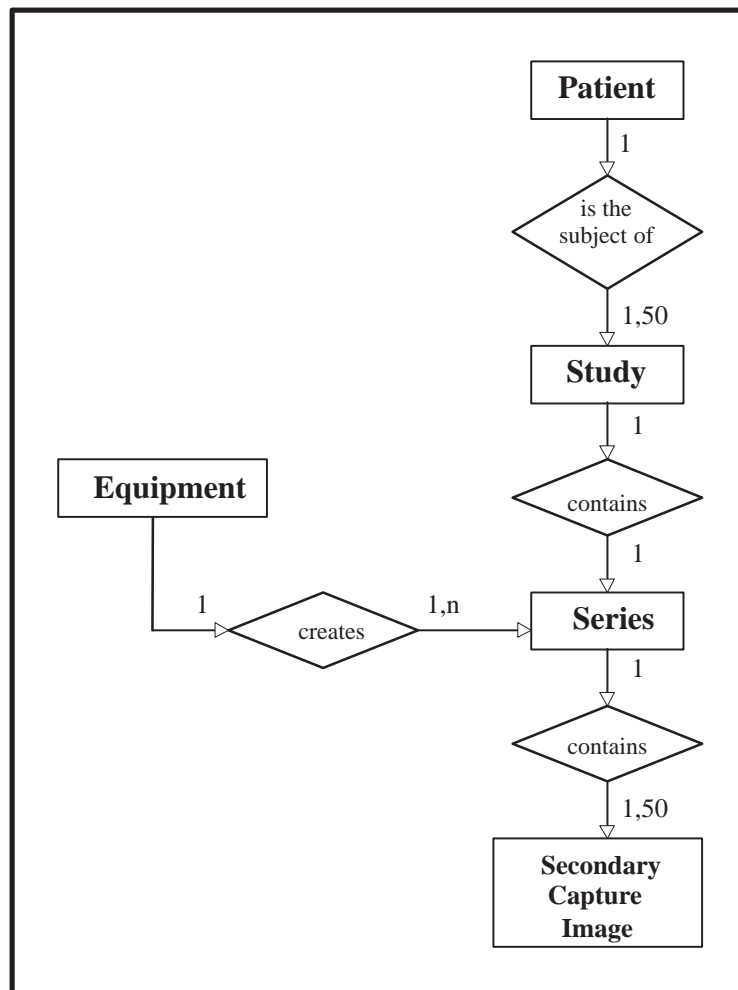 Patient
1
is the
subject of
1,50
Study
1
contains
1
Equipment
1
creates
1,n
Series
1
contains
1,50
Secondary
Capture
Image